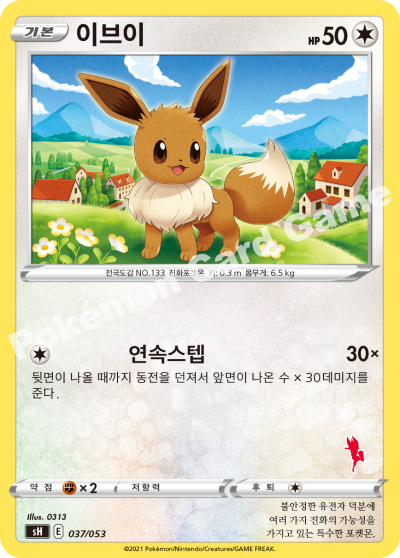 기본 이브이 HP 50
전국도감 NO.133 진화포켓몬 키: 0.3 m 몸무게: 6.5 kg
Pokémon Card Game
연속스텝 30×
뒷면이 나올 때까지 동전을 던져서 앞면이 나온 수 × 30데미지를
준다.
약점 ×2 저항력 후퇴
Illus. 0313
불안정한 유전자 덕분에
여러 가지 진화의 가능성을
가지고 있는 특수한 포켓몬.
sH E 037/053
©2021 Pokémon/Nintendo/Creatures/GAME FREAK.